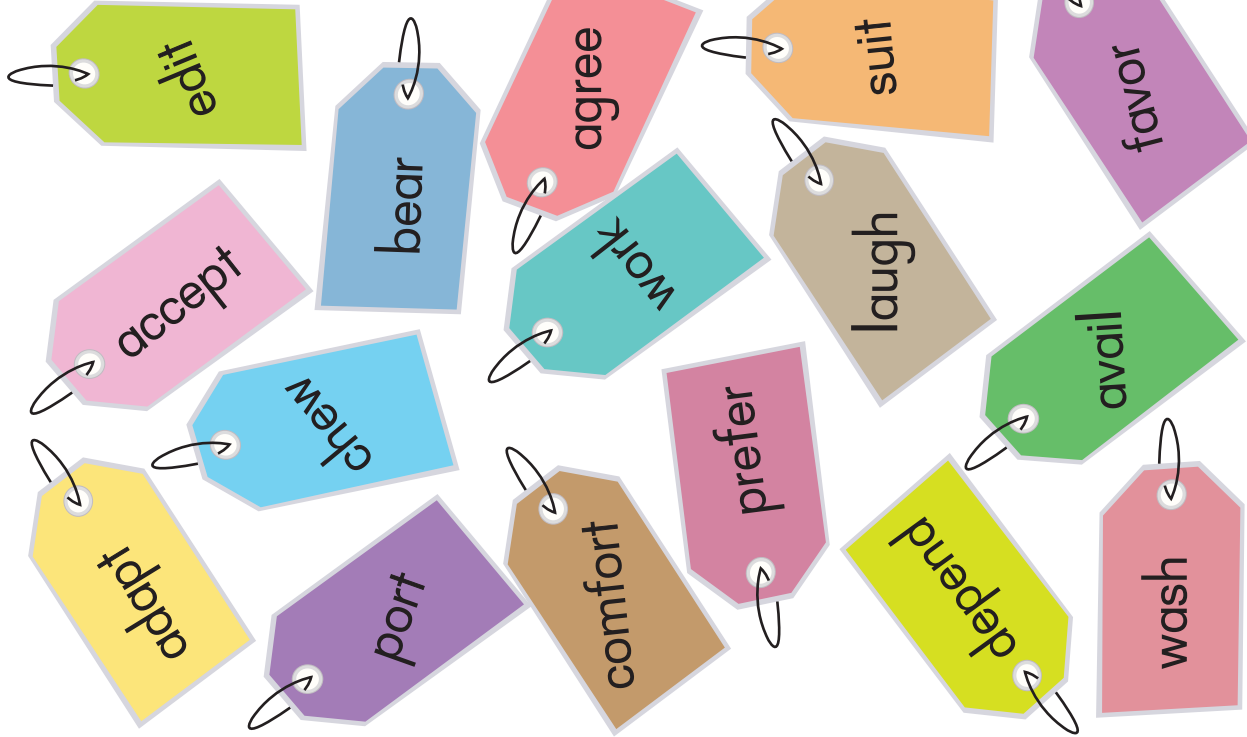 edit
bear
agree
suit
favor
accept
work
laugh
avail
chew
prefer
adapt
port
comfort
depend
wash